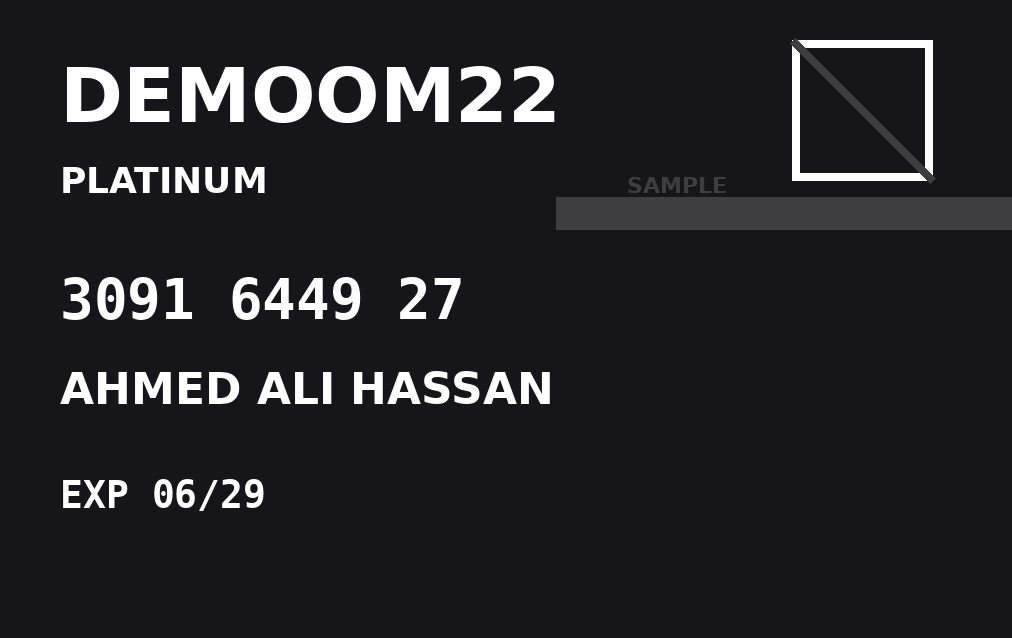 DEMOOM22
PLATINUM
SAMPLE
3091 6449 27
AHMED ALI HASSAN
EXP 06/29